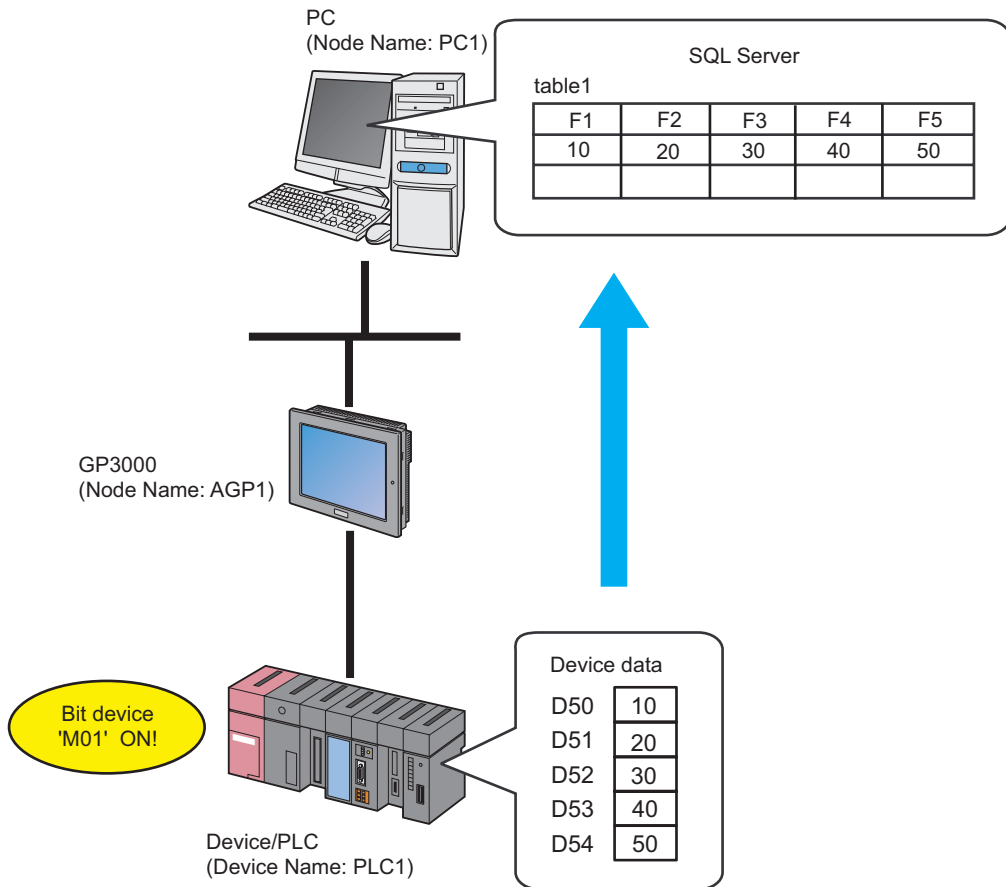 PC
(Node Name: PC1)
SQL Server
table1
F1 F2 F3 F4 F5
10 20 30 40 50
GP3000
(Node Name: AGP1)
Bit device
'M01' ON!
Device/PLC
(Device Name: PLC1)
Device data
D50 10
D51 20
D52 30
D53 40
D54 50